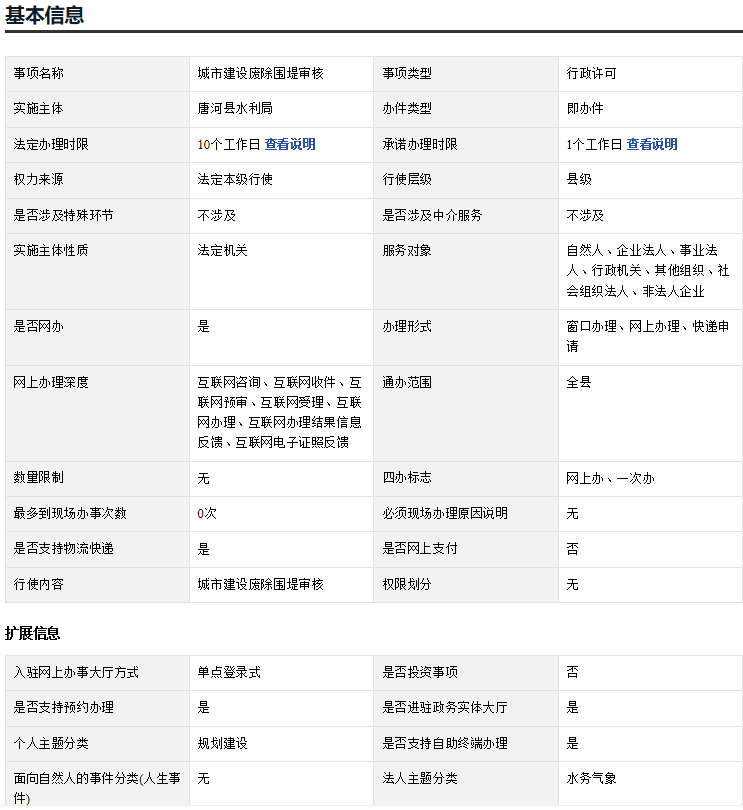 基本信息
事项名称 城市建设废除围堤审核 事项类型 行政许可
实施主体 唐河县水利局 办件类型 即办件
法定办理时限 10个工作日 查看说明 承诺办理时限 1个工作日 查看说明
权力来源 法定本级行使 行使层级 县级
是否涉及特殊环节 不涉及 是否涉及中介服务 不涉及
实施主体性质 法定机关 服务对象 自然人、企业法人、事业法
人、行政机关、其他组织、社
会组织法人、非法人企业
是否网办 是 办理形式 窗口办理、网上办理、快递申
请
网上办理深度 互联网咨询、互联网收件、互 通办范围 全县
联网预审、互联网受理、互联
网办理、互联网办理结果信息
反馈、互联网电子证照反馈
数量限制 无 四办标志 网上办、一次办
最多到现场办事次数 0次 必须现场办理原因说明 无
是否支持物流快递 是 是否网上支付 否
行使内容 城市建设废除围堤审核 权限划分 无
扩展信息
入驻网上办事大厅方式 单点登录式 是否投资事项 否
是否支持预约办理 是 是否进驻政务实体大厅 是
个人主题分类 规划建设 是否支持自助终端办理 是
面向自然人的事件分类(人生事 无 法人主题分类 水务气象
件)